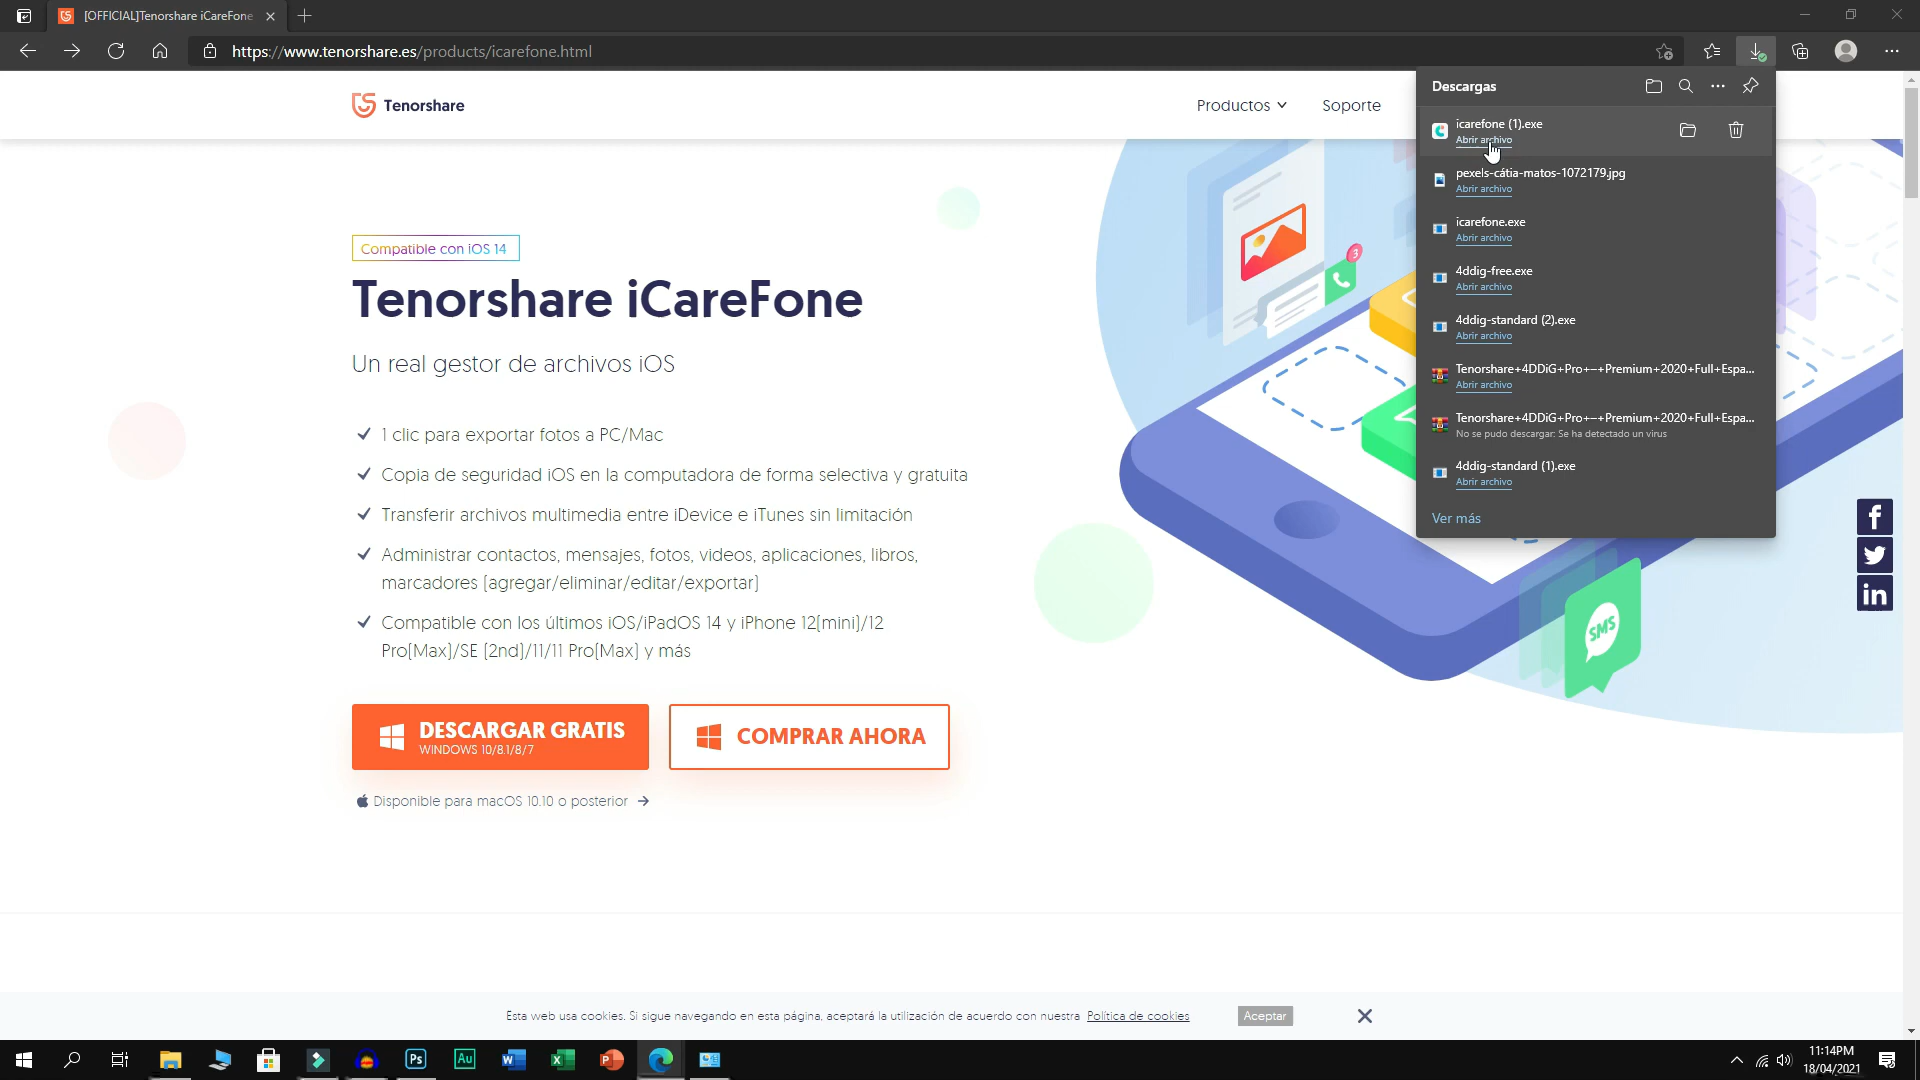 [OFFICIAL]Tenorshare iCareFone
https://www.tenorshare.es/products/icarefone.html
Tenorshare
Productos
Soporte
Descargas
icarefone (1).exe
Abrir archivo
pexels-cátia-matos-1072179.jpg
Abrir archivo
icarefone.exe
Abrir archivo
4ddig-free.exe
Abrir archivo
4ddig-standard (2).exe
Abrir archivo
Tenorshare+4DDiG+Pro+–+Premium+2020+Full+Espa...
Abrir archivo
Tenorshare+4DDiG+Pro+–+Premium+2020+Full+Espa...
No se pudo descargar: Se ha detectado un virus
4ddig-standard (1).exe
Abrir archivo
Ver más
Compatible con iOS 14
Tenorshare iCareFone
Un real gestor de archivos iOS
1 clic para exportar fotos a PC/Mac
Copia de seguridad iOS en la computadora de forma selectiva y gratuita
Transferir archivos multimedia entre iDevice e iTunes sin limitación
Administrar contactos, mensajes, fotos, videos, aplicaciones, libros,
marcadores (agregar/eliminar/editar/exportar)
Compatible con los últimos iOS/iPadOS 14 y iPhone 12(mini)/12
Pro(Max)/SE (2nd)/11/11 Pro(Max) y más
DESCARGAR GRATIS
WINDOWS 10/8.1/8/7
COMPRAR AHORA
Disponible para macOS 10.10 o posterior
3
SMS
Esta web usa cookies. Si sigue navegando en esta página, aceptará la utilización de acuerdo con nuestra Política de cookies
Aceptar
Ps
Au
11:14PM
18/04/2021